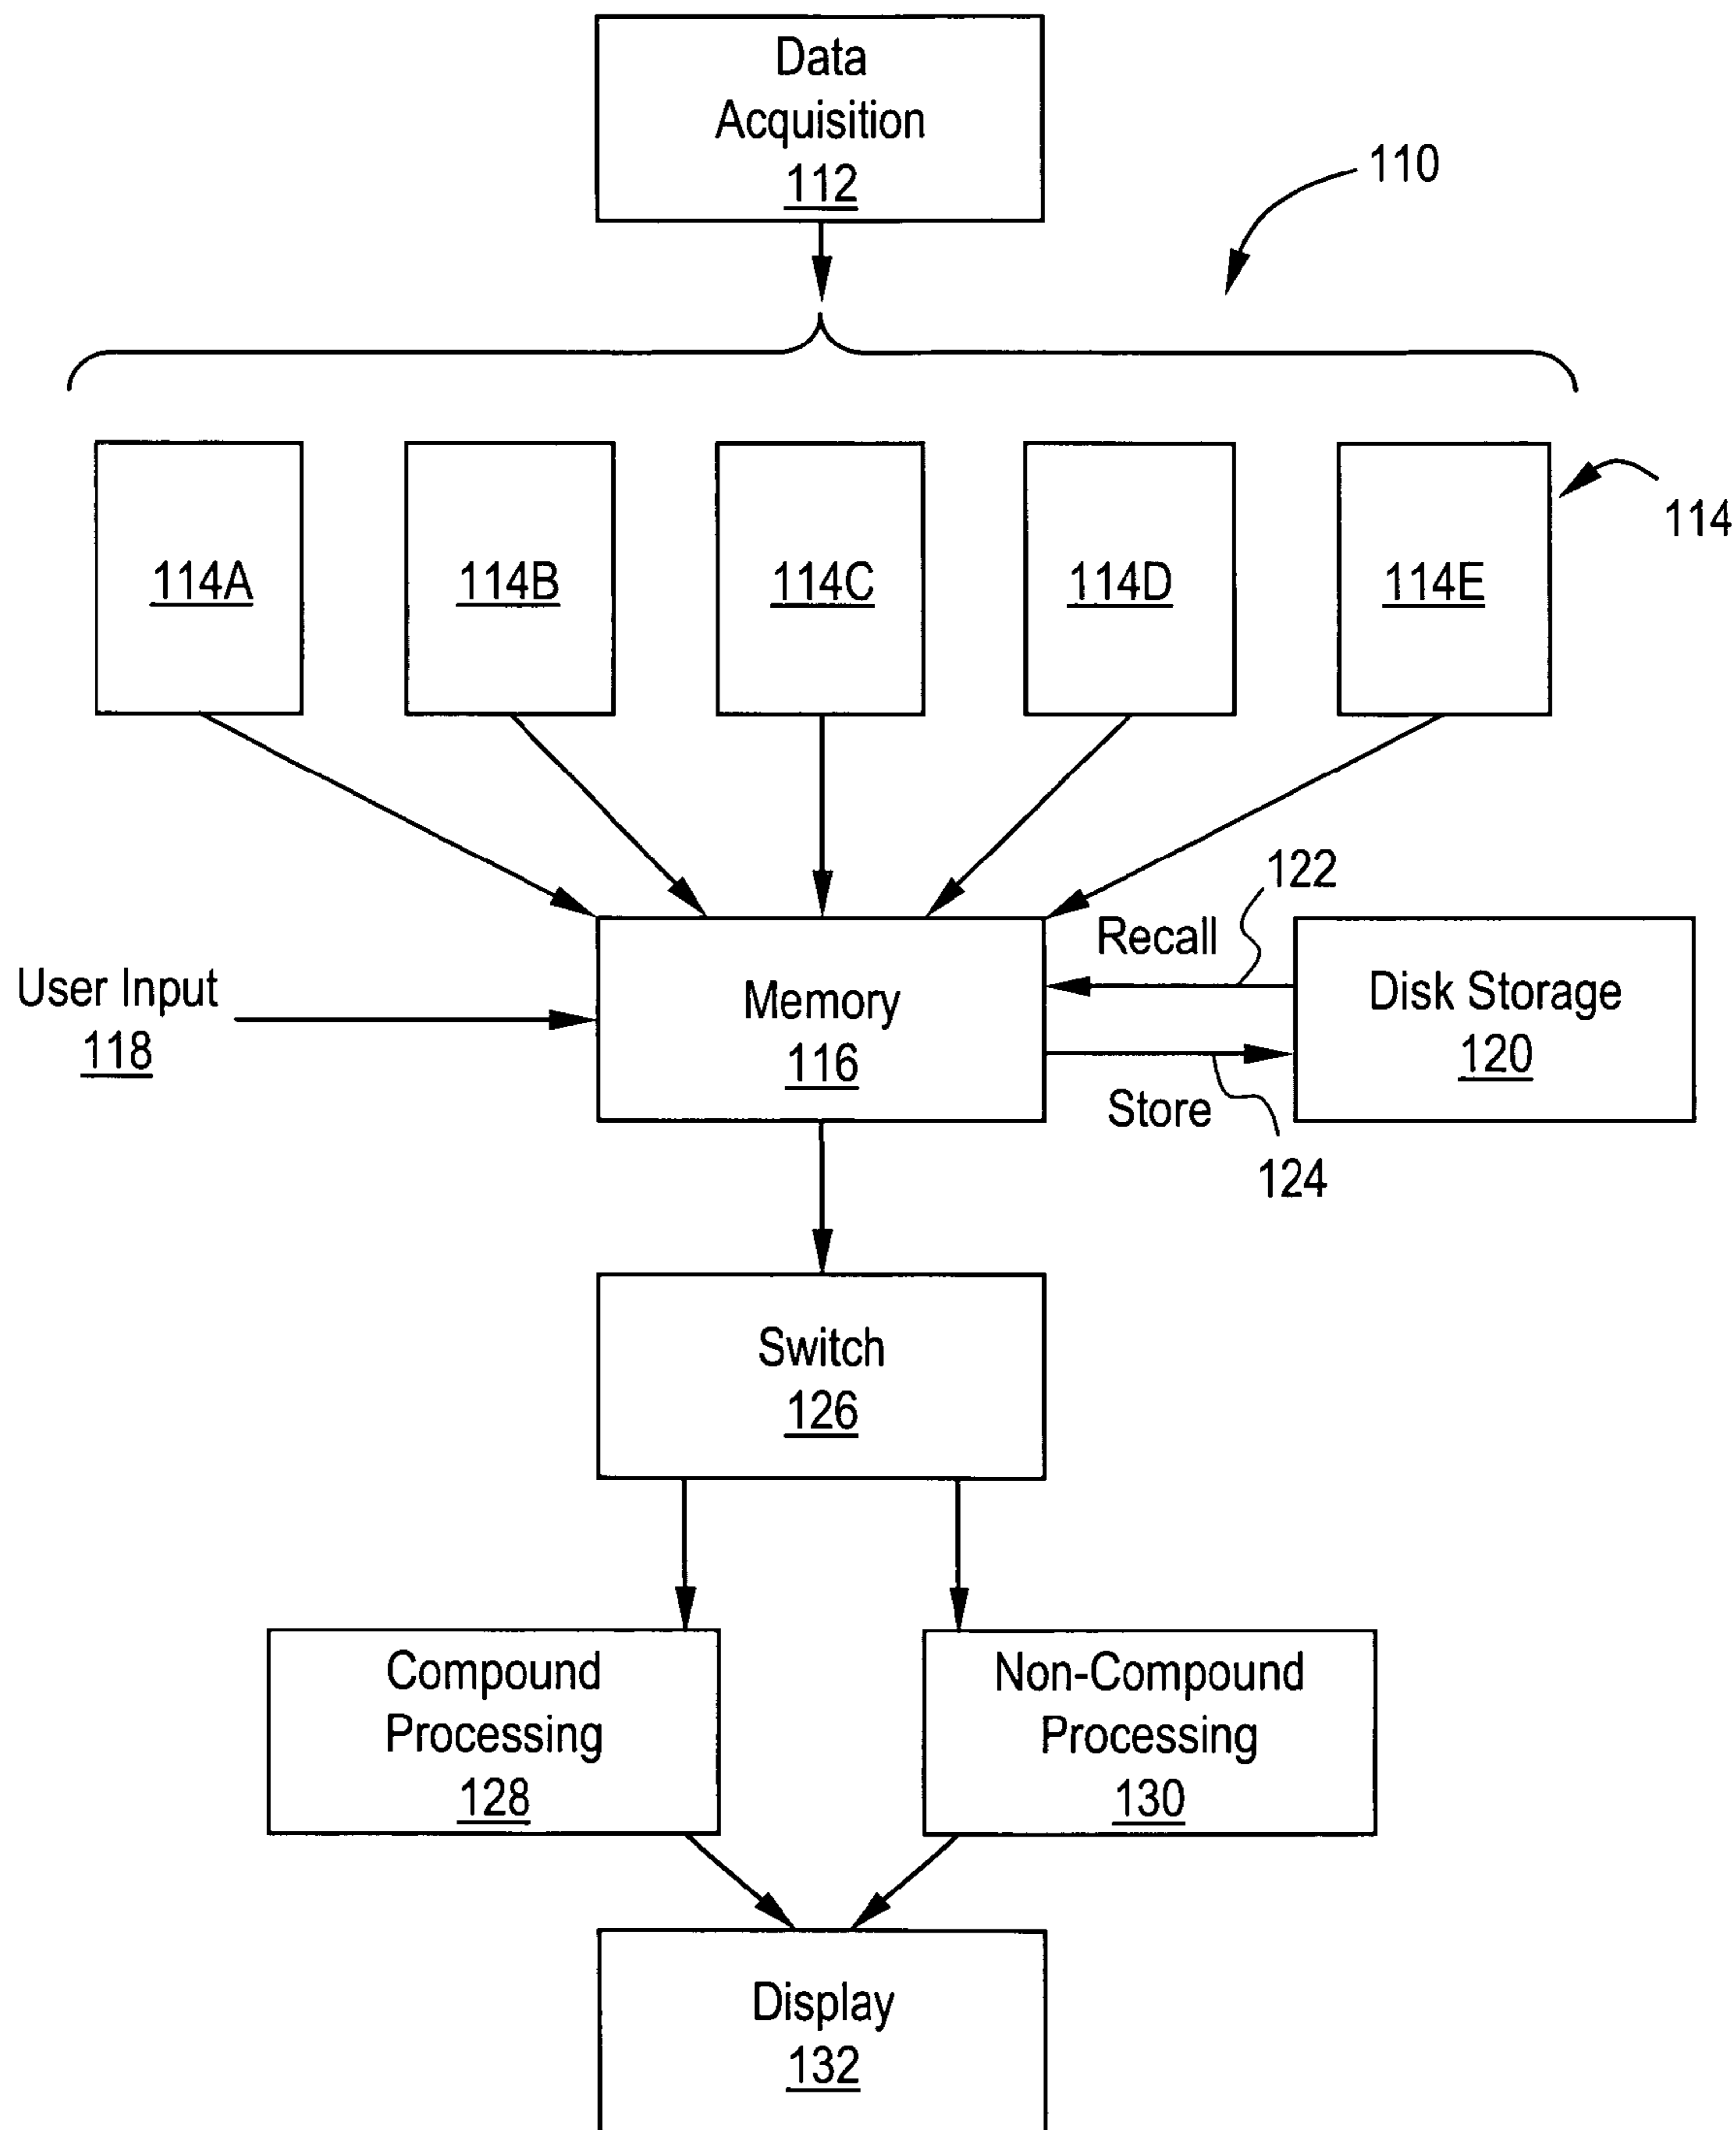 Data
Acquisition
112
110
114A
114B
114C
114D
114E
114
122
Recall
User Input
118
Memory
116
Disk Storage
120
Store
124
Switch
126
Compound
Processing
128
Non-Compound
Processing
130
Display
132